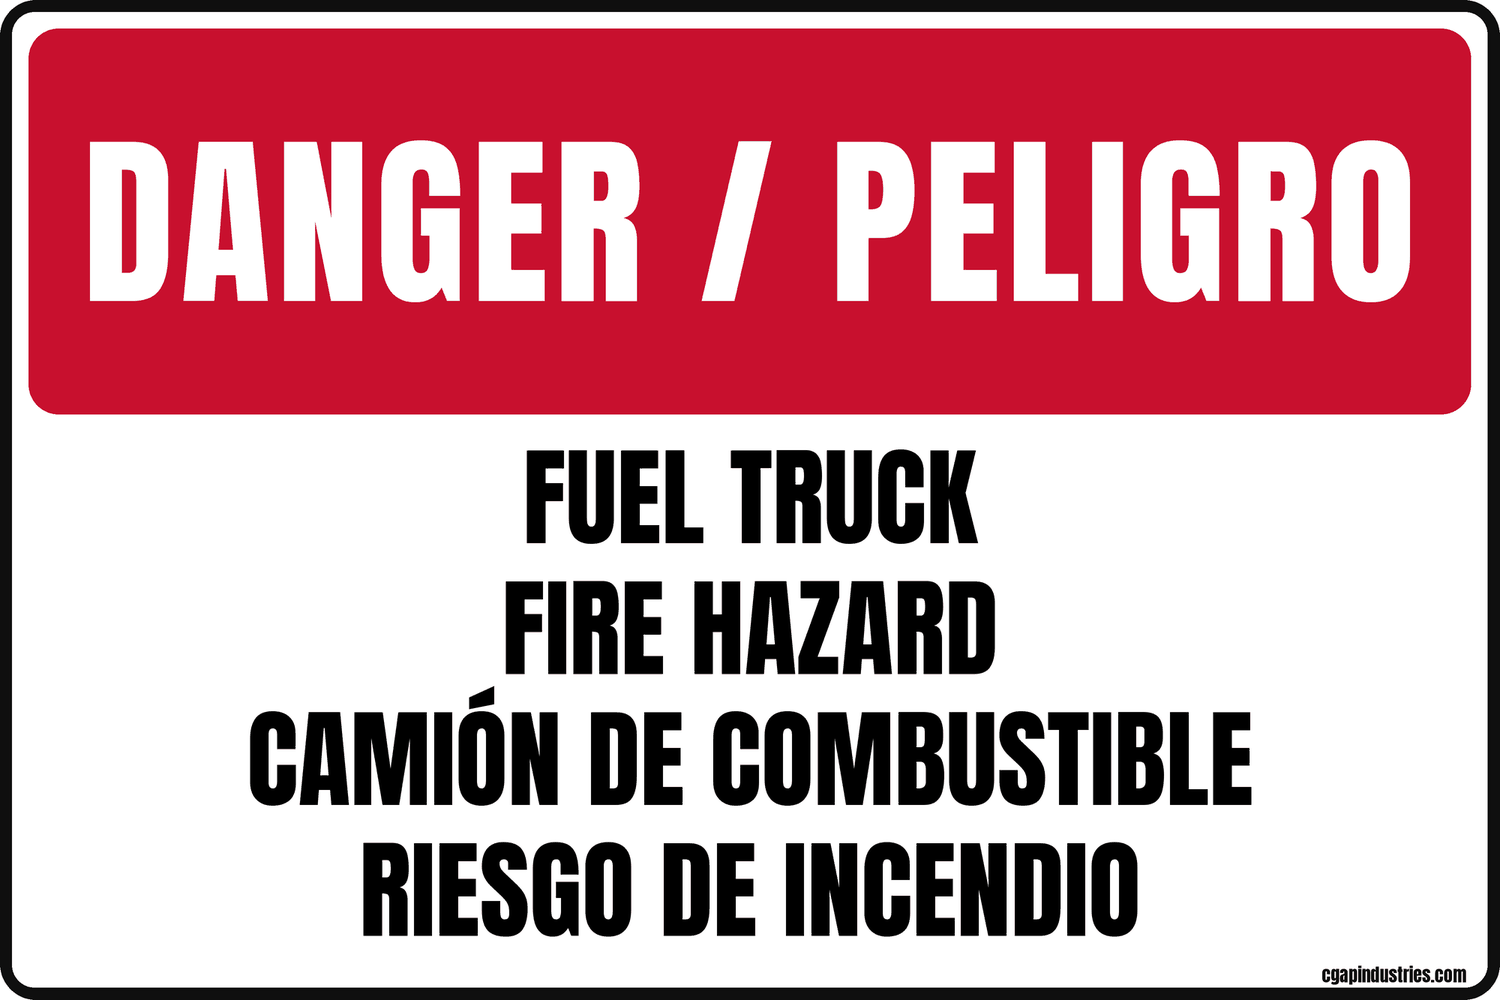 DANGER / PELIGRO
FUEL TRUCK
FIRE HAZARD
CAMIÓN DE COMBUSTIBLE
RIESGO DE INCENDIO
cgapindustries.com